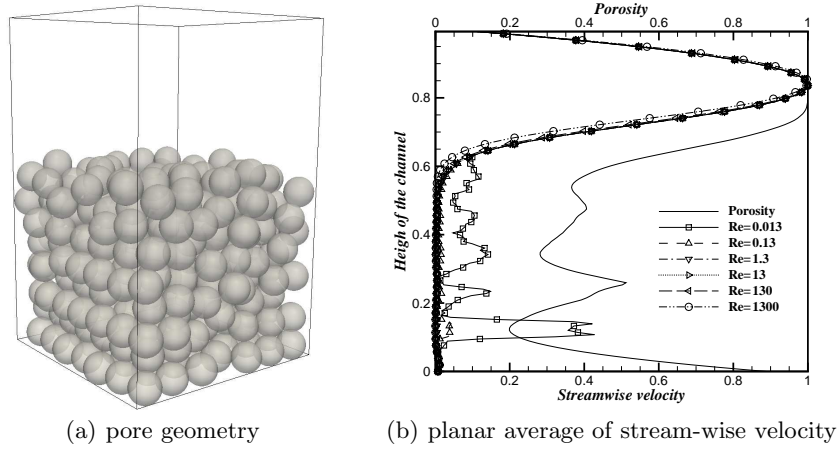 Porosity
0 0.2 0.4 0.6 0.8 1
1
0.8
0.6
0.4
0.2
0
Heigh of the channel
Porosity
Re=0.013
Re=0.13
Re=1.3
Re=13
Re=130
Re=1300
0.2 0.4 0.6 0.8 1
Streamwise velocity
(a) pore geometry
(b) planar average of stream-wise velocity